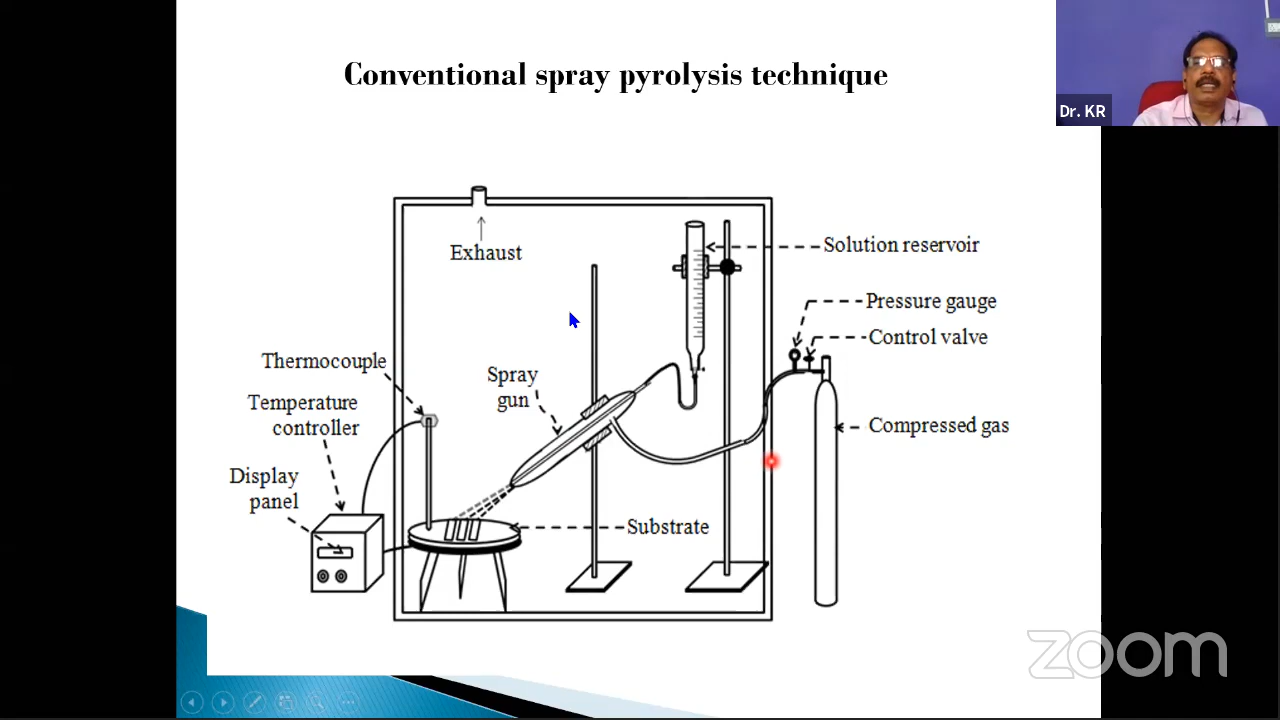 Conventional spray pyrolysis technique
Dr. KR
Exhaust
Solution reservoir
Pressure gauge
Control valve
Thermocouple
Spray
gun
Temperature
controller
Compressed gas
Display
panel
Substrate
zoom